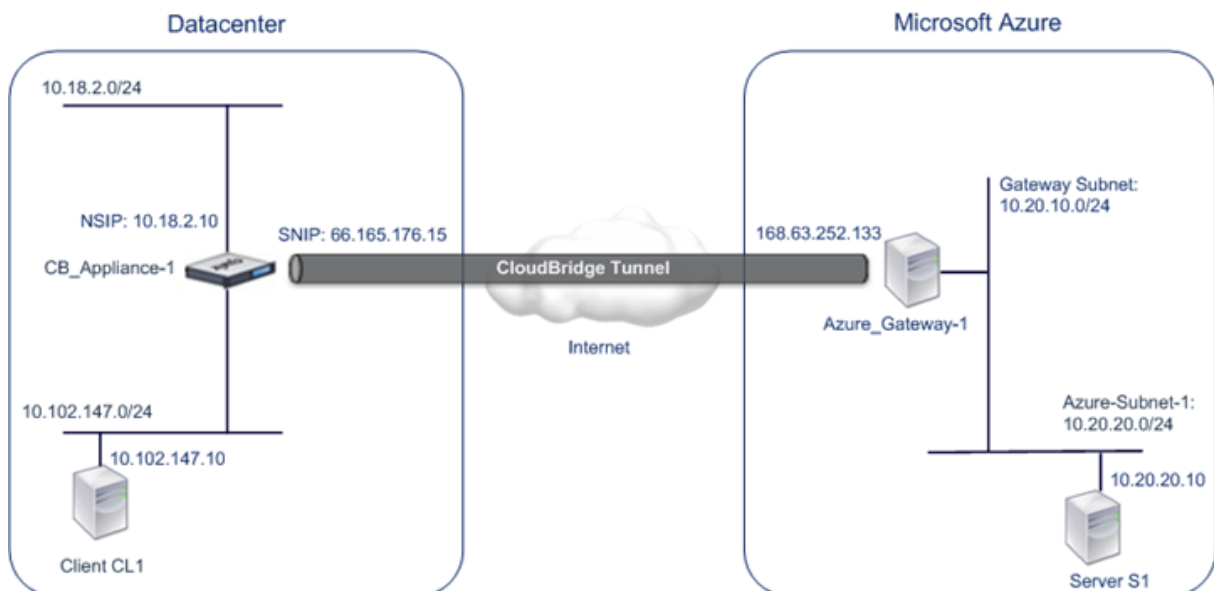 Datacenter
Microsoft Azure
10.18.2.0/24
NSIP: 10.18.2.10
SNIP: 66.165.176.15
CB_Appliance-1
CloudBridge Tunnel
Internet
168.63.252.133
Azure_Gateway-1
Gateway Subnet:
10.20.10.0/24
10.102.147.0/24
10.102.147.10
Client CL1
Azure-Subnet-1:
10.20.20.0/24
10.20.20.10
Server S1